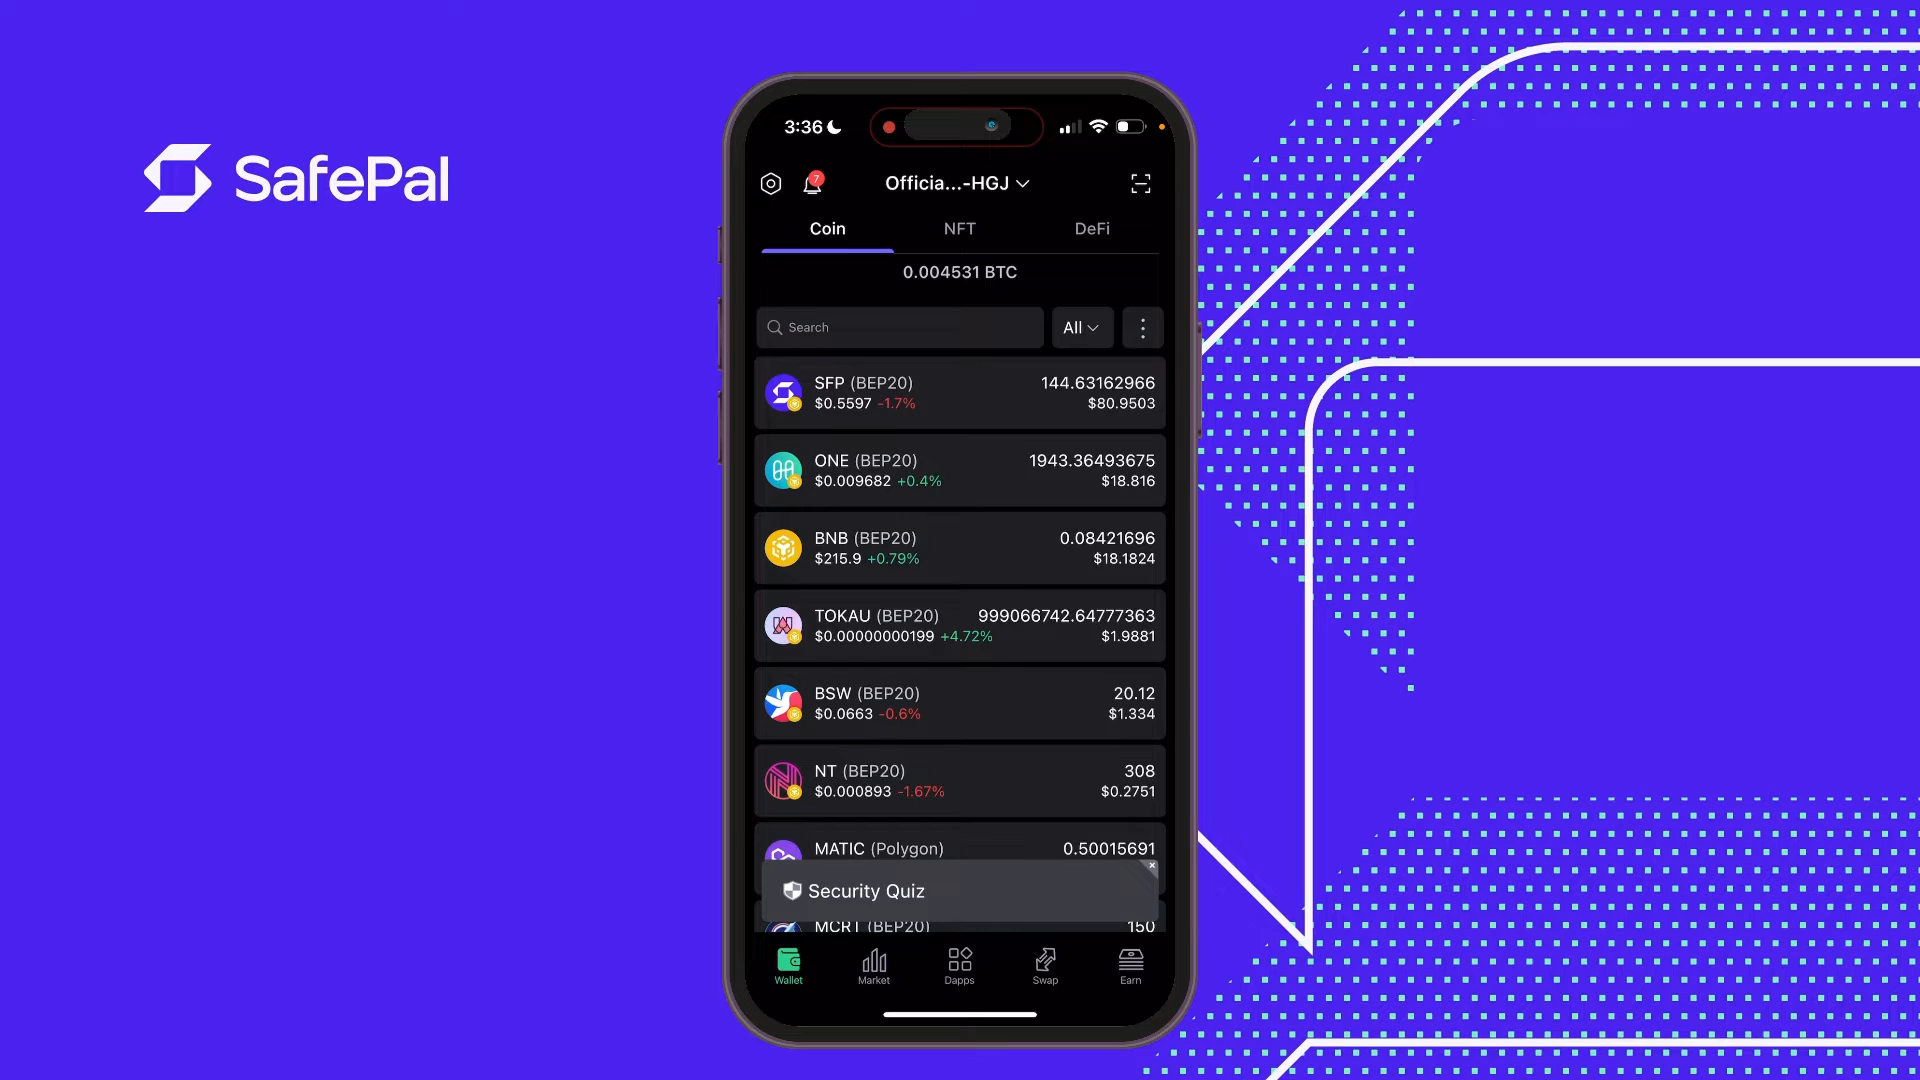 SafePal
3:36
7
Officia...-HGJ
Coin NFT DeFi
0.004531 BTC
Search All
SFP (BEP20) 144.63162966
$0.5597 -1.7% $80.9503
ONE (BEP20) 1943.36493675
$0.009682 +0.4% $18.816
BNB (BEP20) 0.08421696
$215.9 +0.79% $18.1824
TOKAU (BEP20) 999066742.64777363
$0.00000000199 +4.72% $1.9881
BSW (BEP20) 20.12
$0.0663 -0.6% $1.334
NT (BEP20) 308
$0.000893 -1.67% $0.2751
MATIC (Polygon) 0.50015691
Security Quiz
MCRT (BEP20) 150
Wallet Market Dapps Swap Earn